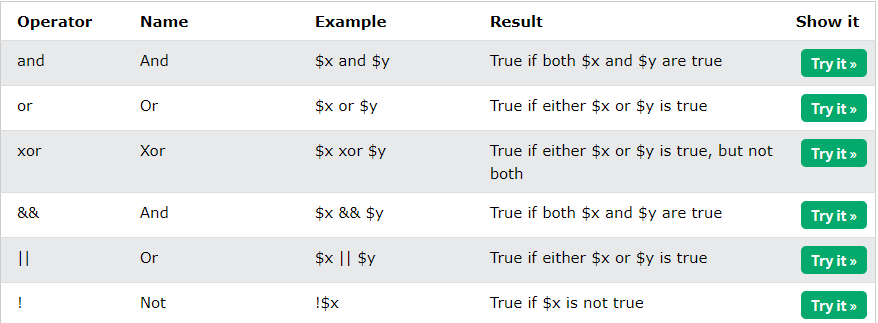 Operator Name Example Result Show it
and And $x and $y True if both $x and $y are true Try it »
or Or $x or $y True if either $x or $y is true Try it »
xor Xor $x xor $y True if either $x or $y is true, but not Try it »
both
&& And $x && $y True if both $x and $y are true Try it »
|| Or $x || $y True if either $x or $y is true Try it »
! Not !$x True if $x is not true Try it »